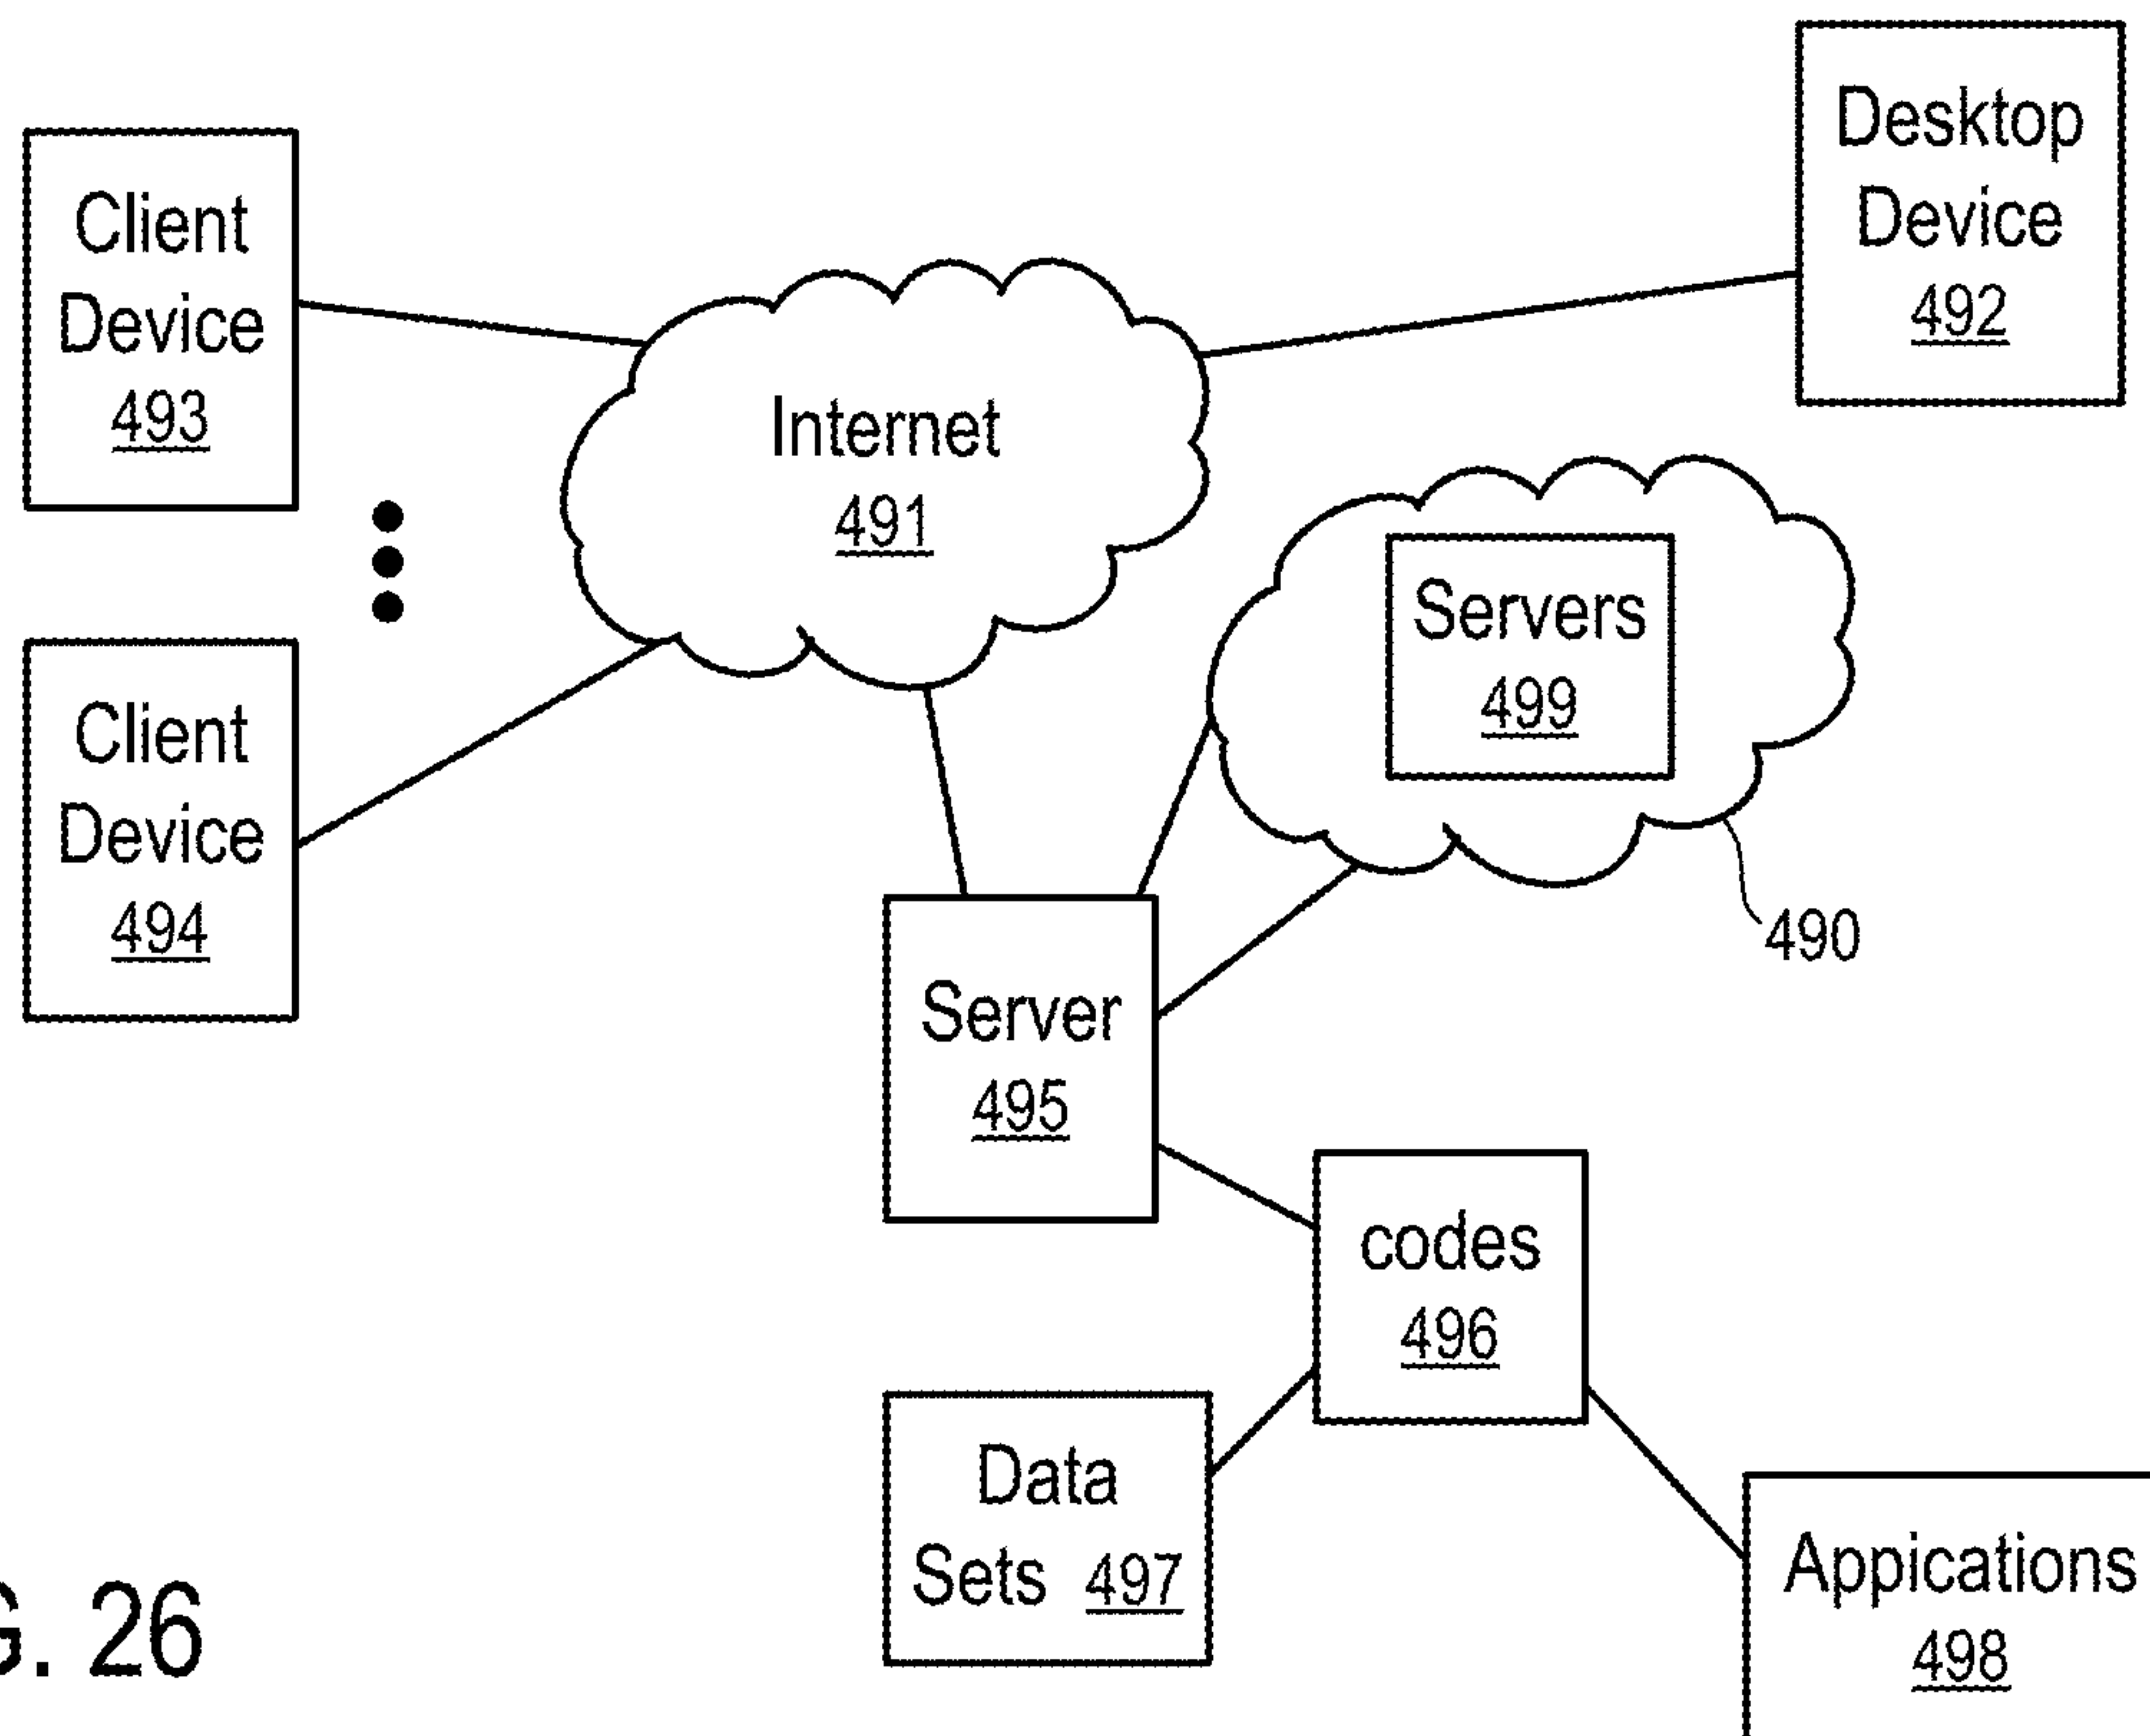 Desktop
Device
492
Client
Device
493
Internet
491
Servers
499
490
Client
Device
494
Server
495
codes
496
Data
Sets 497
Appications
498
G. 26